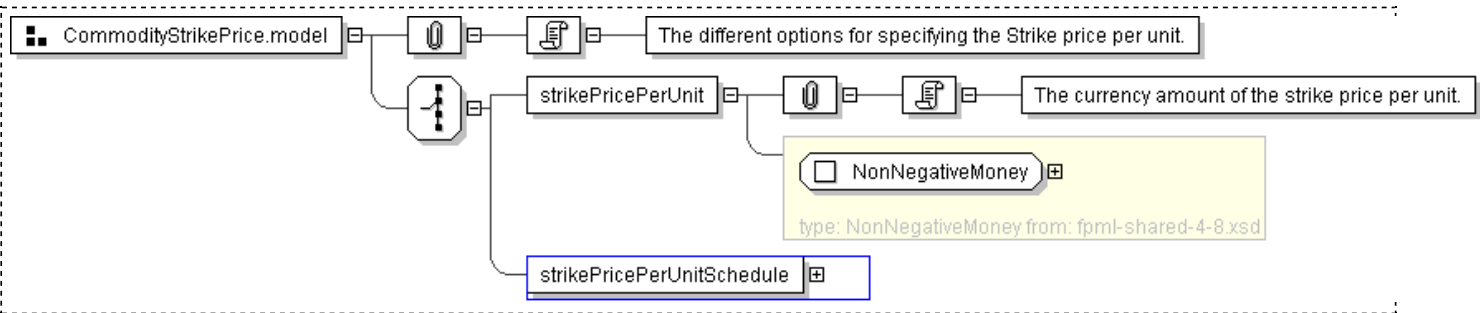 CommodityStrikePrice.model
The different options for specifying the Strike price per unit.
strikePricePerUnit
The currency amount of the strike price per unit.
NonNegativeMoney
type: NonNegativeMoney from: fpml-shared-4-8.xsd
strikePricePerUnitSchedule